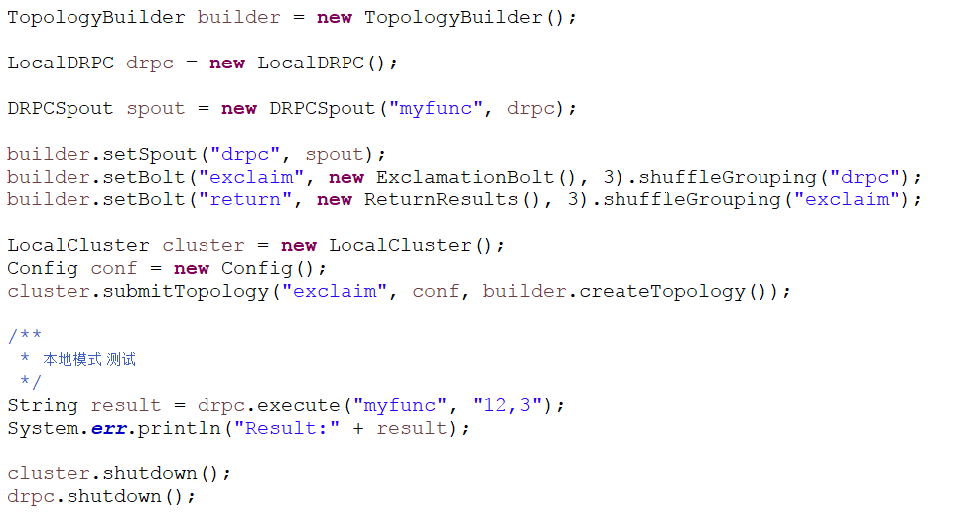 TopologyBuilder builder = new TopologyBuilder();
LocalDRPC drpc = new LocalDRPC();
DRPCSpout spout = new DRPCSpout("myfunc", drpc);
builder.setSpout("drpc", spout);
builder.setBolt("exclaim", new ExclamationBolt(), 3).shuffleGrouping("drpc");
builder.setBolt("return", new ReturnResults(), 3).shuffleGrouping("exclaim");
LocalCluster cluster = new LocalCluster();
Config conf = new Config();
cluster.submitTopology("exclaim", conf, builder.createTopology());
/**
 * 本地模式 测试
 */
String result = drpc.execute("myfunc", "12,3");
System.err.println("Result:" + result);
cluster.shutdown();
drpc.shutdown();